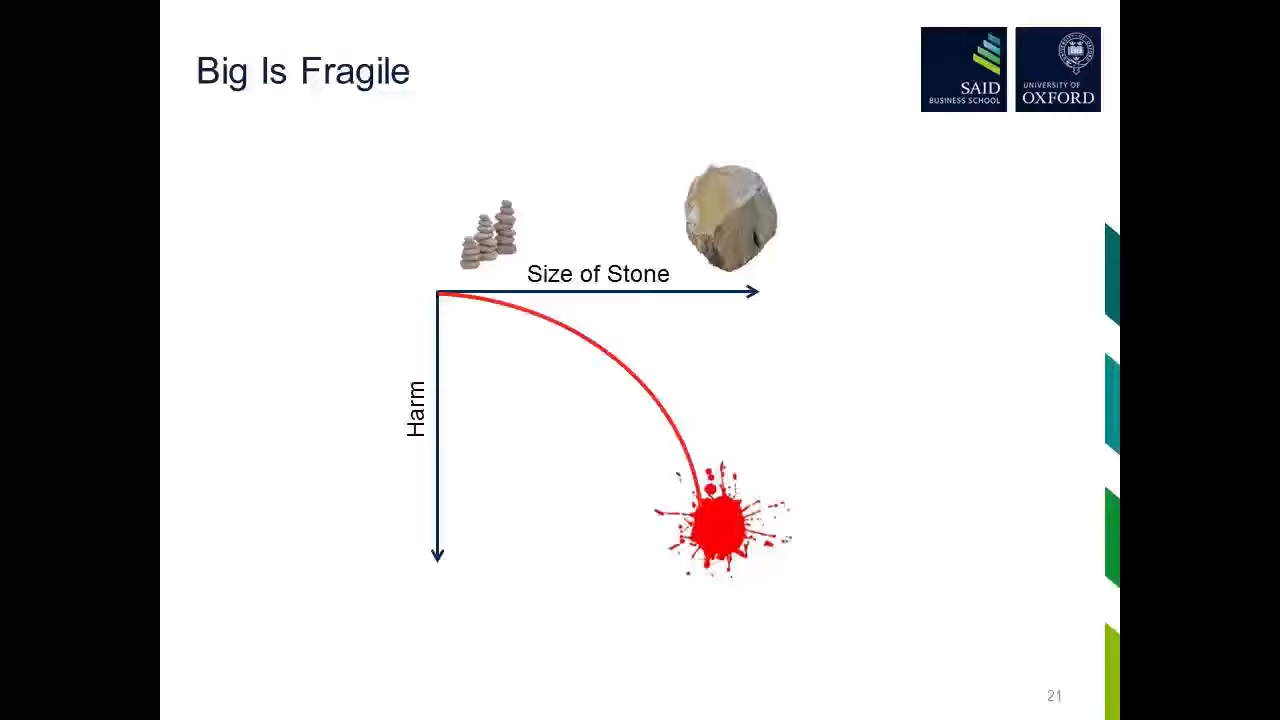 Big Is Fragile
SAID
BUSINESS SCHOOL
UNIVERSITY OF
OXFORD
Size of Stone
Harm
21